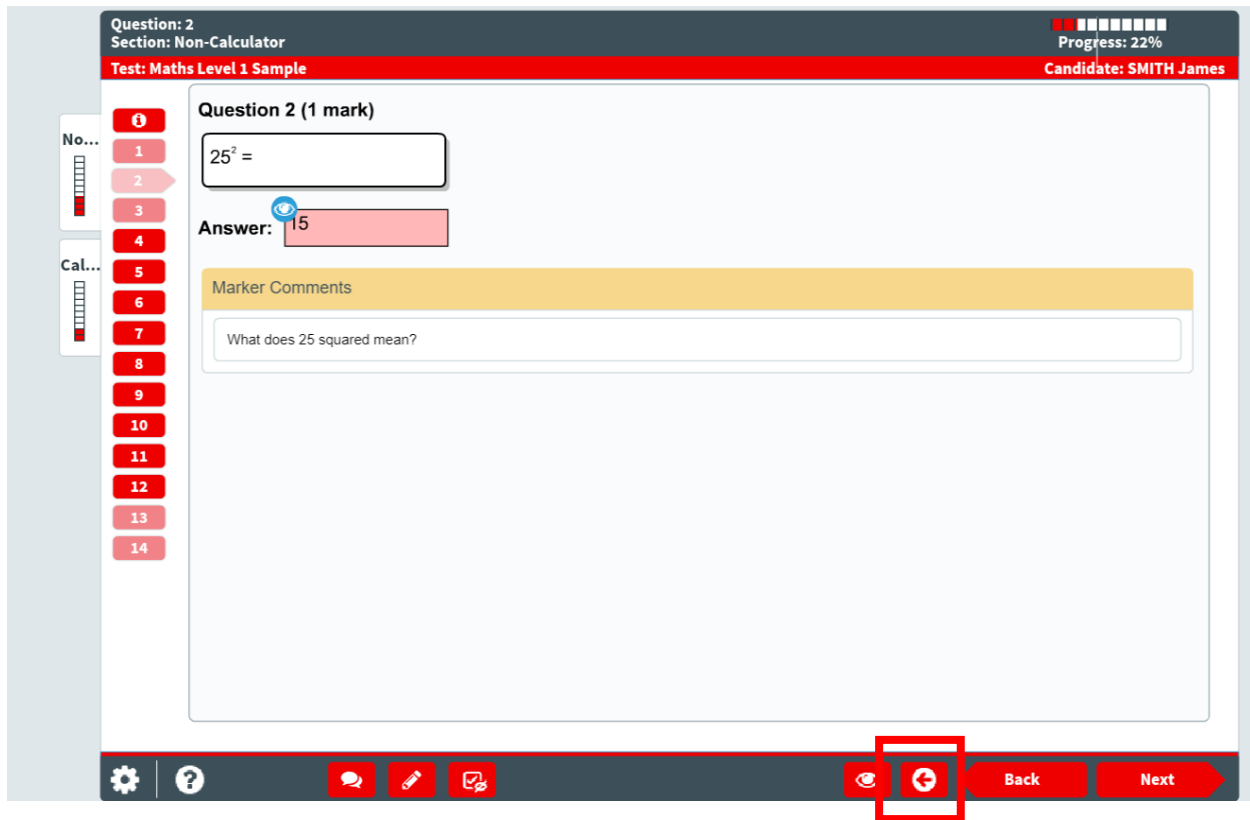 Question: 2
Section: Non-Calculator
Progress: 22%
Test: Maths Level 1 Sample
Candidate: SMITH James
No...
Cal...
1
2
3
4
5
6
7
8
9
10
11
12
13
14
Question 2 (1 mark)
25² =
Answer: 15
Marker Comments
What does 25 squared mean?
Back
Next